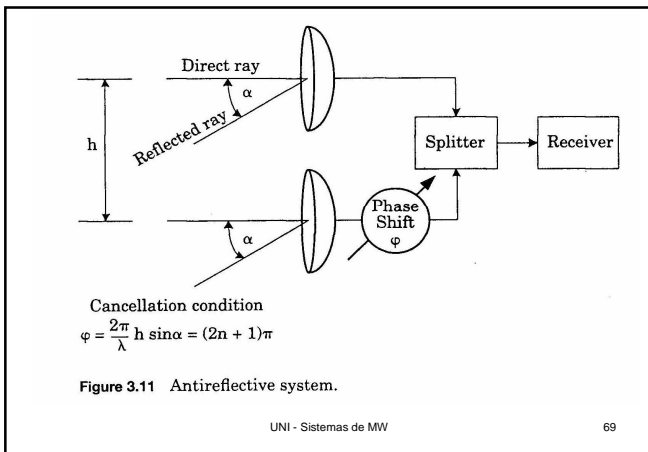 Direct ray
α
Reflected ray
h
Splitter
Receiver
Phase
Shift
φ
α
Cancellation condition
φ = 2π/λ h sinα = (2n + 1)π
Figure 3.11 Antireflective system.
UNI - Sistemas de MW
69